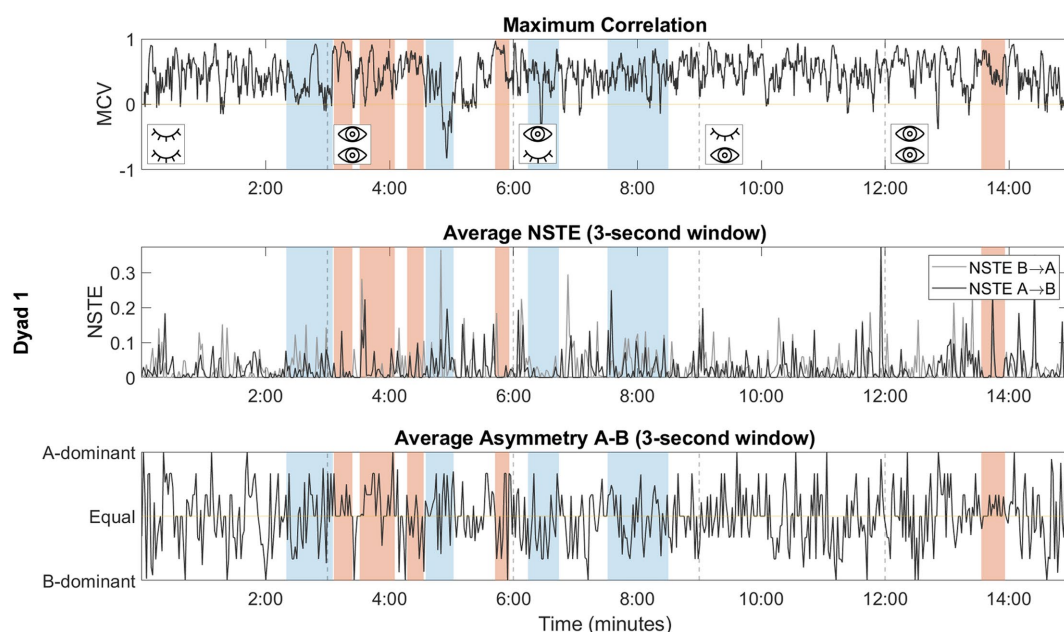 Maximum Correlation
1
0
-1
MCV
2:00 4:00 6:00 8:00 10:00 12:00 14:00
Average NSTE (3-second window)
0.3
0.2
0.1
0
NSTE
NSTE B→A
NSTE A→B
Dyad 1
2:00 4:00 6:00 8:00 10:00 12:00 14:00
Average Asymmetry A-B (3-second window)
A-dominant
Equal
B-dominant
2:00 4:00 6:00 8:00 10:00 12:00 14:00
Time (minutes)